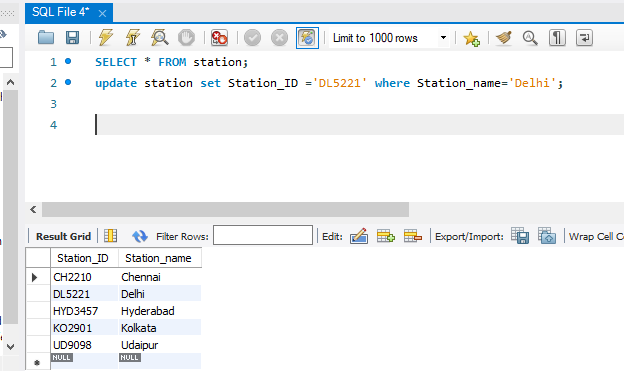 SQL File 4*
Limit to 1000 rows
1 SELECT * FROM station;
2 update station set Station_ID ='DL5221' where Station_name='Delhi';
3
4
Result Grid Filter Rows: Edit: Export/Import: Wrap Cell Co
Station_ID Station_name
CH2210 Chennai
DL5221 Delhi
HYD3457 Hyderabad
KO2901 Kolkata
UD9098 Udaipur
NULL NULL